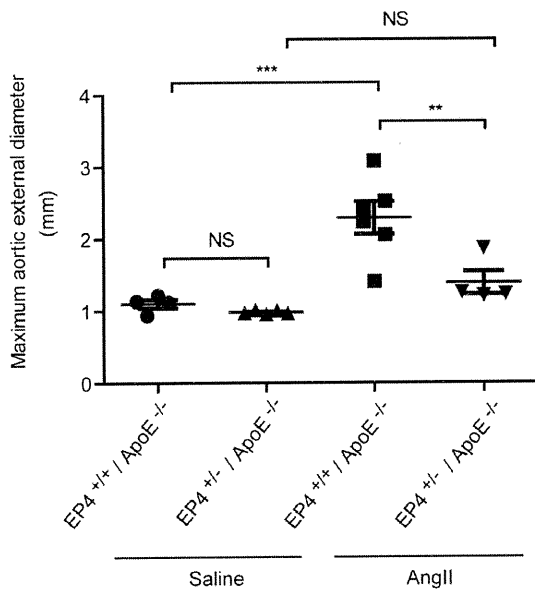 NS
***
**
NS
Maximum aortic external diameter
(mm)
4
3
2
1
0
EP4 +/+ / ApoE -/-
EP4 +/- / ApoE -/-
EP4 +/+ / ApoE -/-
EP4 +/- / ApoE -/-
Saline
AngII